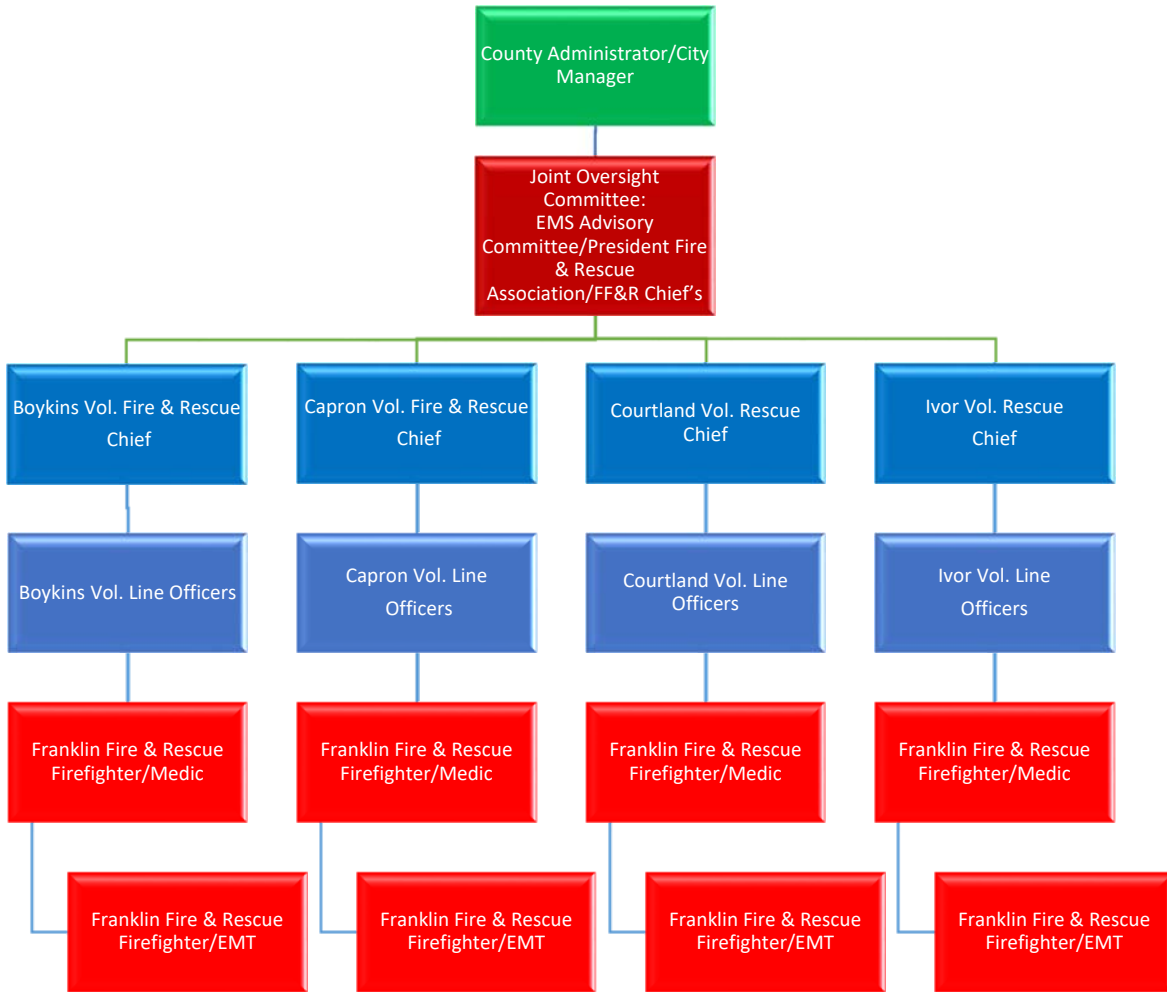 County Administrator/City
Manager
Joint Oversight
Committee:
EMS Advisory
Committee/President Fire
& Rescue
Association/FF&R Chief’s
Boykins Vol. Fire & Rescue
Chief
Capron Vol. Fire & Rescue
Chief
Courtland Vol. Rescue
Chief
Ivor Vol. Rescue
Chief
Boykins Vol. Line Officers
Capron Vol. Line
Officers
Courtland Vol. Line
Officers
Ivor Vol. Line
Officers
Franklin Fire & Rescue
Firefighter/Medic
Franklin Fire & Rescue
Firefighter/Medic
Franklin Fire & Rescue
Firefighter/Medic
Franklin Fire & Rescue
Firefighter/Medic
Franklin Fire & Rescue
Firefighter/EMT
Franklin Fire & Rescue
Firefighter/EMT
Franklin Fire & Rescue
Firefighter/EMT
Franklin Fire & Rescue
Firefighter/EMT